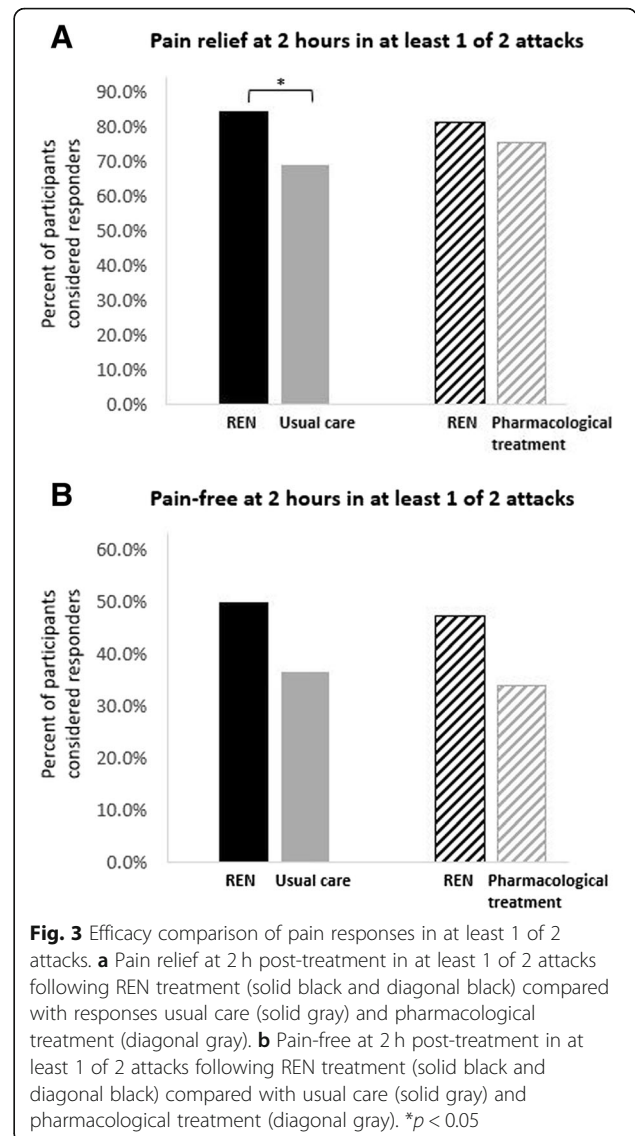 A
Pain relief at 2 hours in at least 1 of 2 attacks
Percent of participants
considered responders
90.0%
80.0%
70.0%
60.0%
50.0%
40.0%
30.0%
20.0%
10.0%
0.0%
*
REN Usual care REN Pharmacological
treatment
B
Pain-free at 2 hours in at least 1 of 2 attacks
Percent of participants
considered responders
60.0%
50.0%
40.0%
30.0%
20.0%
10.0%
0.0%
REN Usual care REN Pharmacological
treatment
Fig. 3 Efficacy comparison of pain responses in at least 1 of 2
attacks. a Pain relief at 2 h post-treatment in at least 1 of 2 attacks
following REN treatment (solid black and diagonal black) compared
with responses usual care (solid gray) and pharmacological
treatment (diagonal gray). b Pain-free at 2 h post-treatment in at
least 1 of 2 attacks following REN treatment (solid black and
diagonal black) compared with usual care (solid gray) and
pharmacological treatment (diagonal gray). *p < 0.05